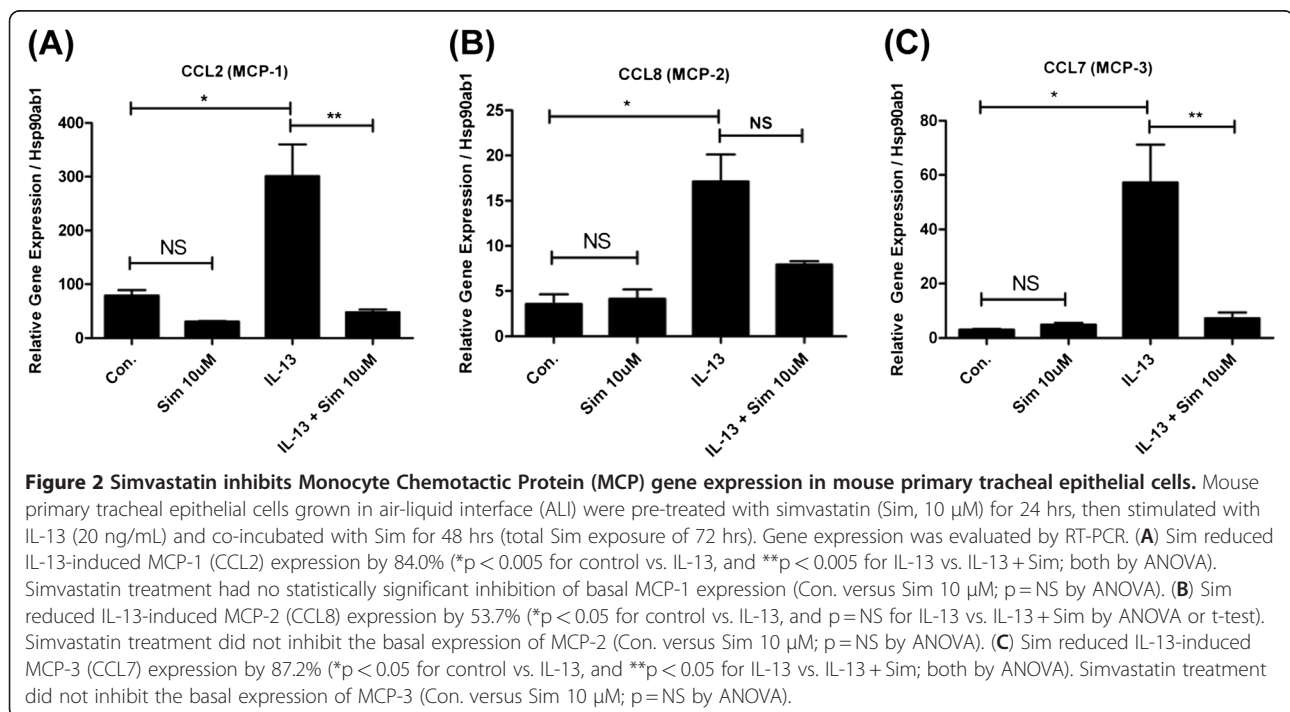 (A)
CCL2 (MCP-1)
Relative Gene Expression / Hsp90ab1
400
300
200
100
0
*
**
NS
Con.
Sim 10uM
IL-13
IL-13 + Sim 10uM
(B)
CCL8 (MCP-2)
Relative Gene Expression / Hsp90ab1
25
20
15
10
5
0
*
NS
NS
Con.
Sim 10uM
IL-13
IL-13 + Sim 10uM
(C)
CCL7 (MCP-3)
Relative Gene Expression / Hsp90ab1
80
60
40
20
0
*
**
NS
Con.
Sim 10uM
IL-13
IL-13 + Sim 10uM
Figure 2 Simvastatin inhibits Monocyte Chemotactic Protein (MCP) gene expression in mouse primary tracheal epithelial cells. Mouse
primary tracheal epithelial cells grown in air-liquid interface (ALI) were pre-treated with simvastatin (Sim, 10 μM) for 24 hrs, then stimulated with
IL-13 (20 ng/mL) and co-incubated with Sim for 48 hrs (total Sim exposure of 72 hrs). Gene expression was evaluated by RT-PCR. (A) Sim reduced
IL-13-induced MCP-1 (CCL2) expression by 84.0% (*p < 0.005 for control vs. IL-13, and **p < 0.005 for IL-13 vs. IL-13 + Sim; both by ANOVA).
Simvastatin treatment had no statistically significant inhibition of basal MCP-1 expression (Con. versus Sim 10 μM; p = NS by ANOVA). (B) Sim
reduced IL-13-induced MCP-2 (CCL8) expression by 53.7% (*p < 0.05 for control vs. IL-13, and p = NS for IL-13 vs. IL-13 + Sim by ANOVA or t-test).
Simvastatin treatment did not inhibit the basal expression of MCP-2 (Con. versus Sim 10 μM; p = NS by ANOVA). (C) Sim reduced IL-13-induced
MCP-3 (CCL7) expression by 87.2% (*p < 0.05 for control vs. IL-13, and **p < 0.05 for IL-13 vs. IL-13 + Sim; both by ANOVA). Simvastatin treatment
did not inhibit the basal expression of MCP-3 (Con. versus Sim 10 μM; p = NS by ANOVA).